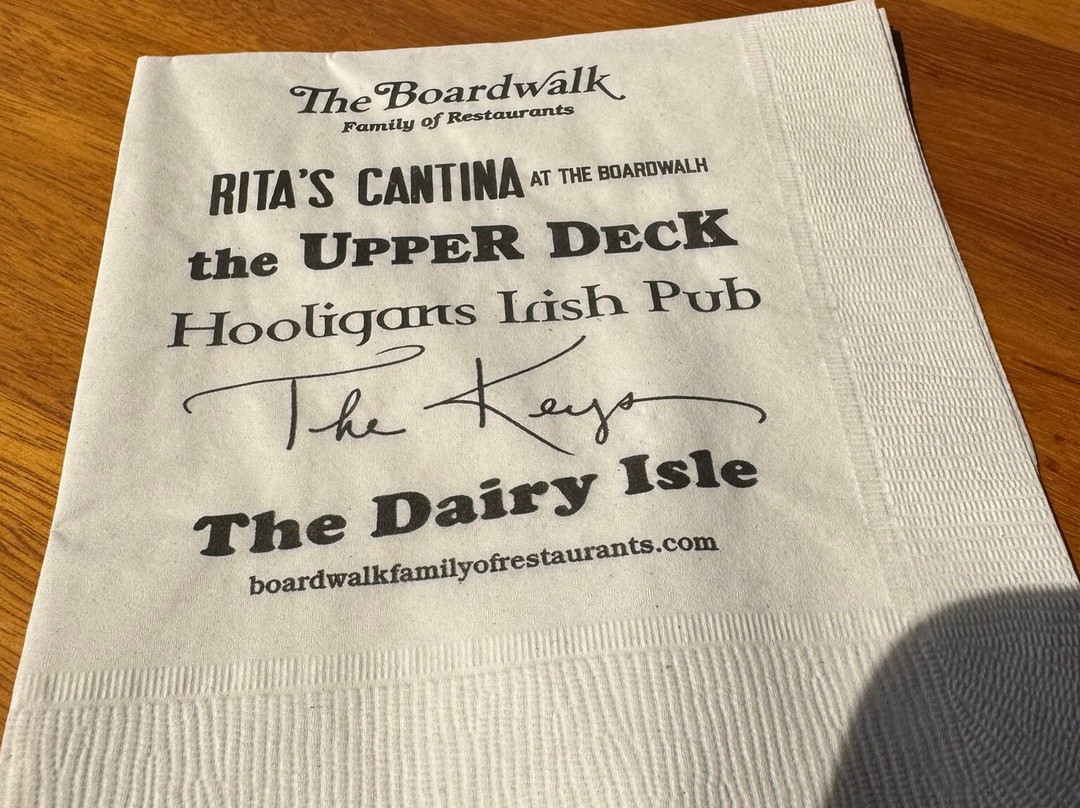 The Boardwalk
Family of Restaurants
RITA'S CANTINA AT THE BOARDWALH
the UPPER DECK
Hooligans Irish Pub
The Keys
The Dairy Isle
boardwalkfamilyofrestaurants.com